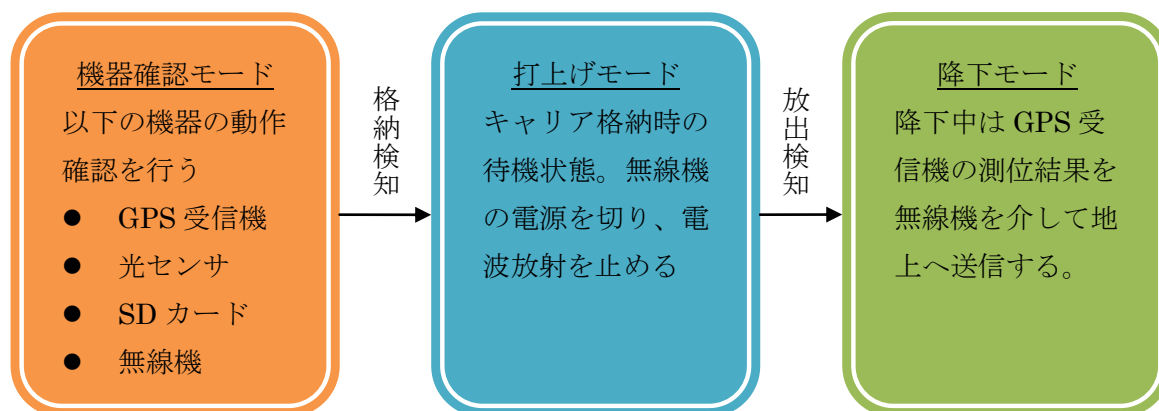 機器確認モード
以下の機器の動作
確認を行う
● GPS 受信機
● 光センサ
● SD カード
● 無線機
格納検知
打上げモード
キャリア格納時の
待機状態。無線機
の電源を切り、電
波放射を止める
放出検知
降下モード
降下中は GPS 受
信機の測位結果を
無線機を介して地
上へ送信する。